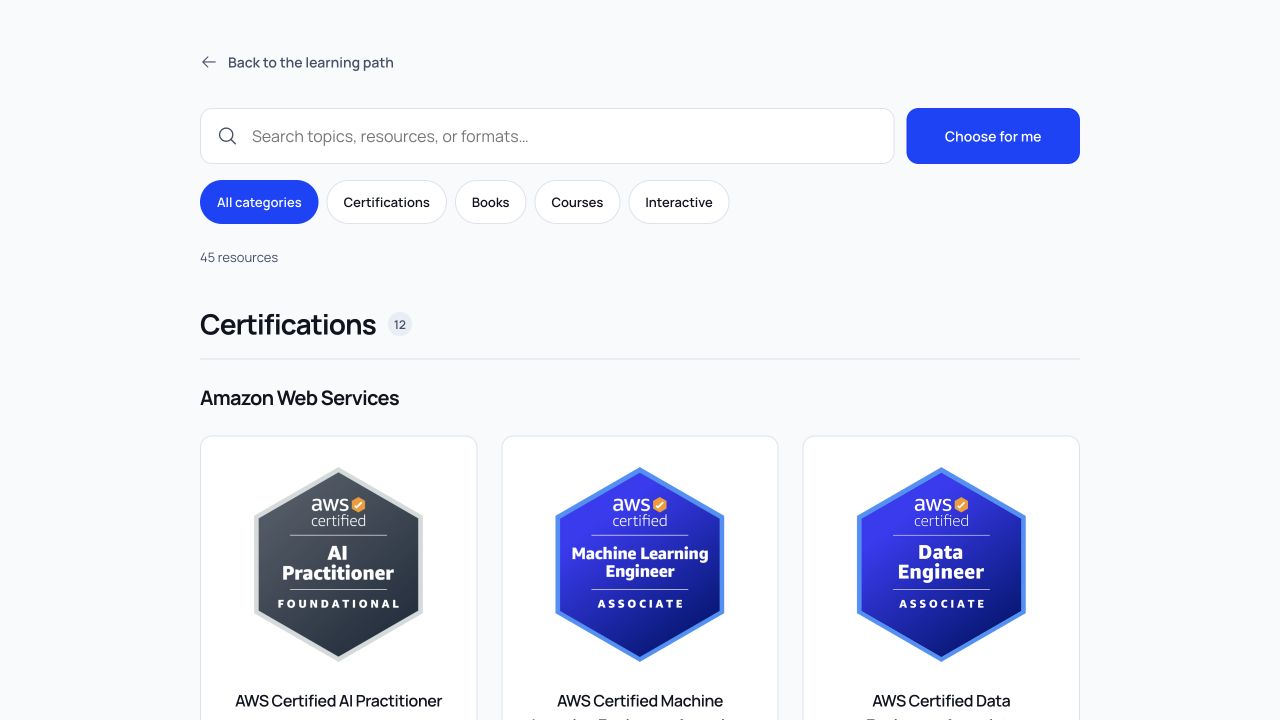 Back to the learning path
Search topics, resources, or formats...
Choose for me
All categories
Certifications
Books
Courses
Interactive
45 resources
Certifications 12
Amazon Web Services
aws
certified
AI
Practitioner
FOUNDATIONAL
AWS Certified AI Practitioner
aws
certified
Machine Learning
Engineer
ASSOCIATE
AWS Certified Machine
aws
certified
Data
Engineer
ASSOCIATE
AWS Certified Data